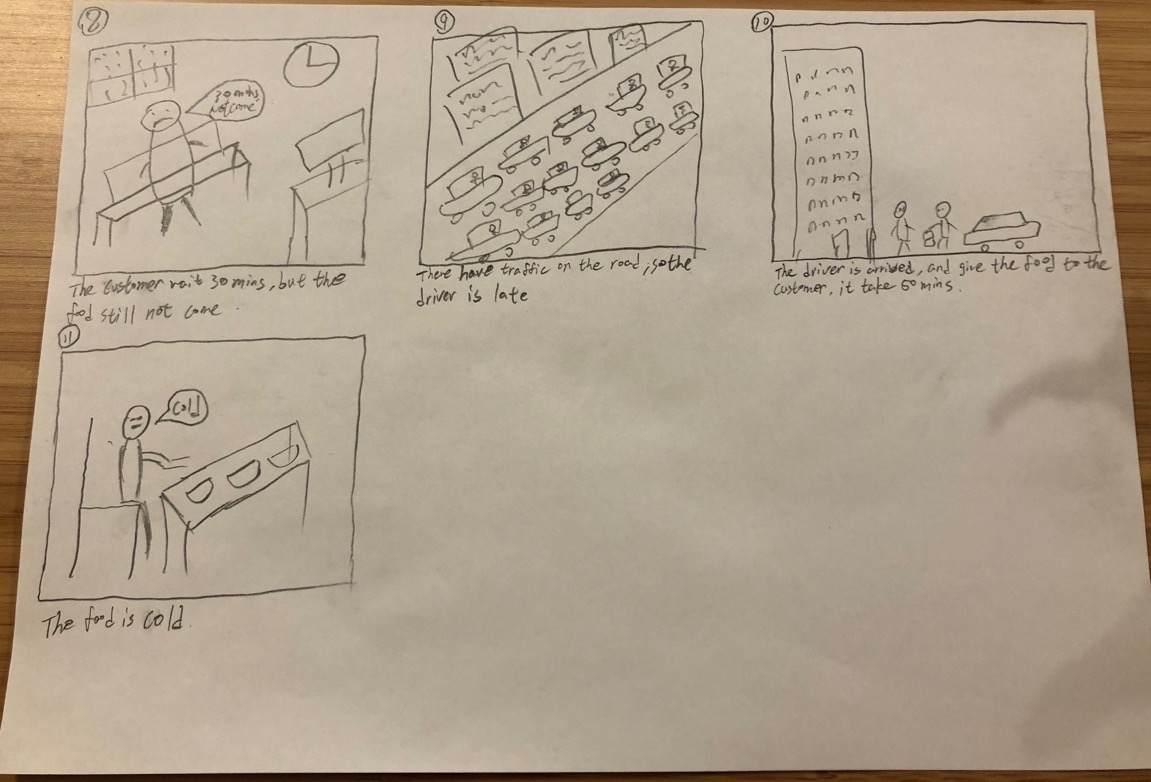 8
30 mins
Not come
The customer wait 30 mins, but the
food still not come.
9
There have traffic on the road, so the
driver is late
10
The driver is arrived, and give the food to the
customer, it take 50 mins.
11
Cold
The food is cold.